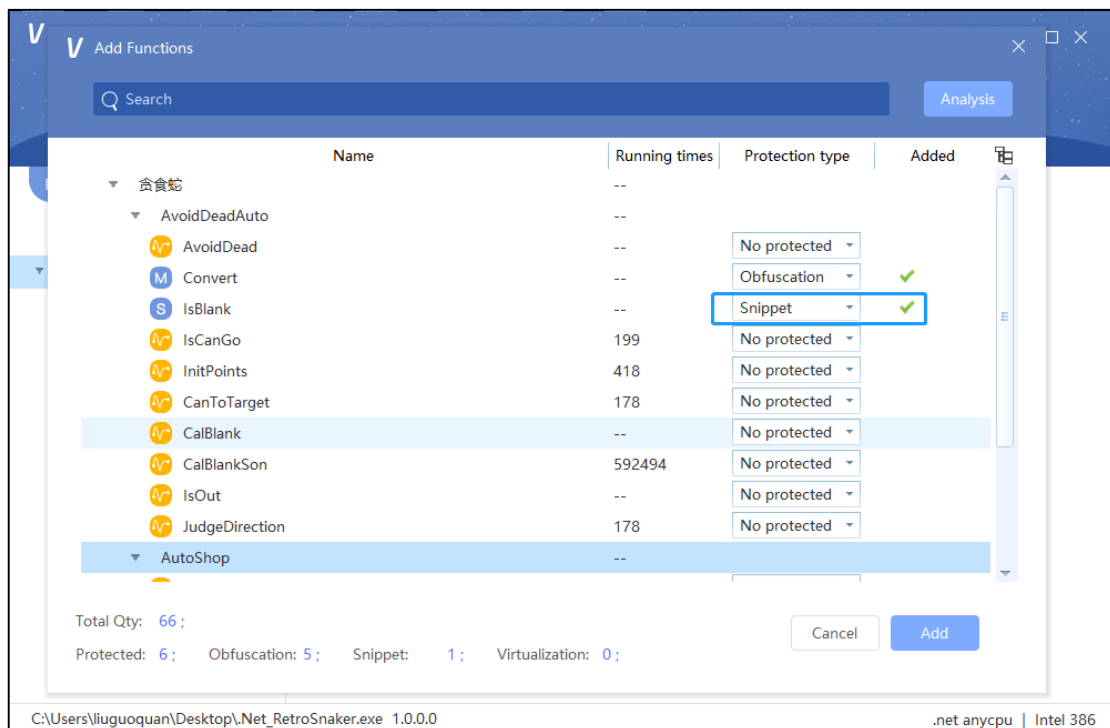 V
V Add Functions
Search
Analysis
Name Running times Protection type Added
贪食蛇 --
AvoidDeadAuto --
AvoidDead -- No protected
M Convert -- Obfuscation
S IsBlank -- Snippet
IsCanGo 199 No protected
InitPoints 418 No protected
CanToTarget 178 No protected
CalBlank -- No protected
CalBlankSon 592494 No protected
IsOut -- No protected
JudgeDirection 178 No protected
AutoShop --
Total Qty: 66 ;
Cancel Add
Protected: 6 ; Obfuscation: 5 ; Snippet: 1 ; Virtualization: 0 ;
C:\Users\liuguoquan\Desktop\.Net_RetroSnaker.exe 1.0.0.0 .net anycpu | Intel 386